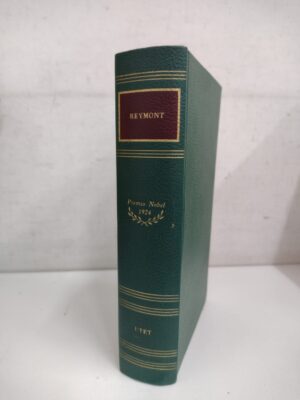 REYMONT
Premio Nobel
1924
UTET